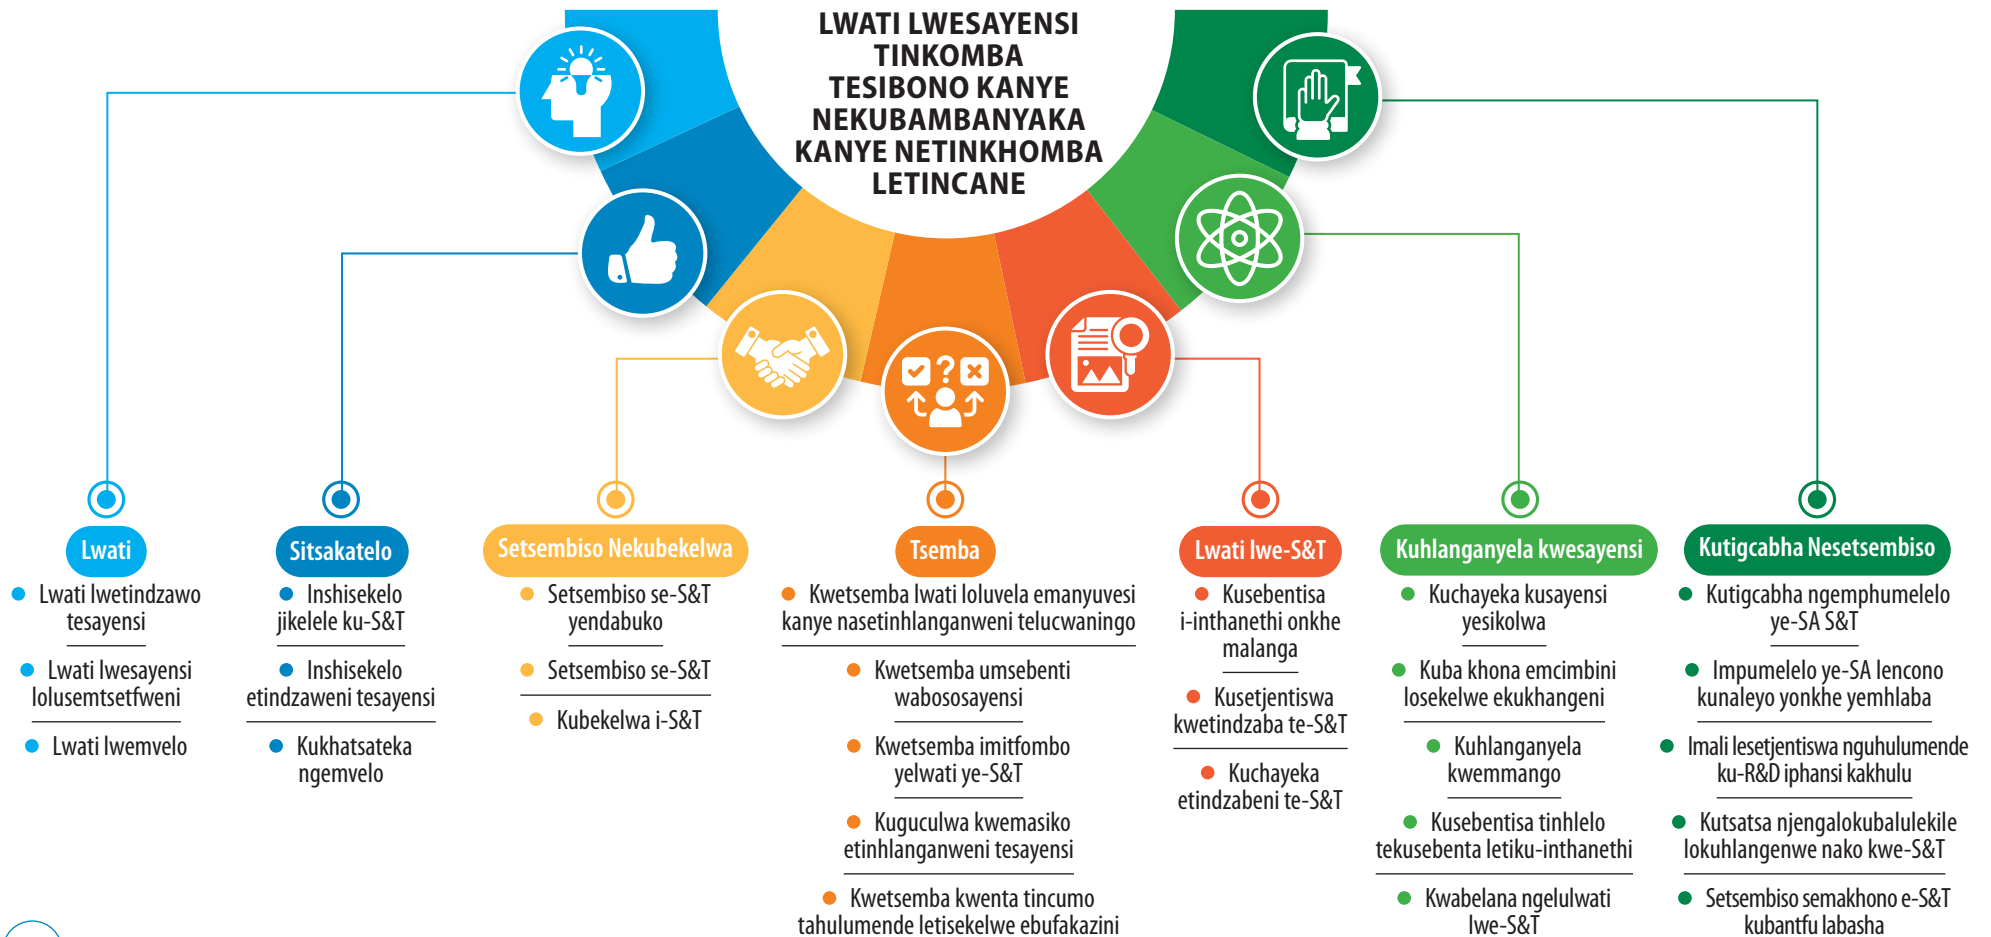 LWATI LWESAYENSI
TINKOMBA
TESIBONO KANYE
NEKUBAMBANYAKA
KANYE NETINKHOMBA
LETINCANE
Lwati
Lwati lwetindzawo
tesayensi
Lwati lwesayensi
lolusemtsetfweni
Lwati lwemvelo
Sitsakatelo
Inshisekelo
jikelele ku-S&T
Inshisekelo
etindzaweni tesayensi
Kukhatsateka
ngemvelo
Setsembiso Nekubekelwa
Setsembiso se-S&T
yendabuko
Setsembiso se-S&T
Kubekelwa i-S&T
Tsemba
Kwetsemba lwati loluvela emanyuvesi
kanye nasetinhlanganweni telucwaningo
Kwetsemba umsebenti
wabososayensi
Kwetsemba imitfombo
yelwati ye-S&T
Kuguculwa kwemasiko
etinhlanganweni tesayensi
Kwetsemba kwenta tincumo
tahulumende letisekelwe ebufakazini
Lwati lwe-S&T
Kusebentisa
i-inthanethi onkhe
malanga
Kusetjentiswa
kwetindzaba te-S&T
Kuchayeka
etindzabeni te-S&T
Kuhlanganyela kwesayensi
Kuchayeka kusayensi
yesikolwa
Kuba khona emcimbini
losekelwe ekukhangeni
Kuhlanganyela
kwemmango
Kusebentisa tinhlelo
tekusebenta letiku-inthanethi
Kwabelana ngelulwati
lwe-S&T
Kutigcabha Nesetsembiso
Kutigcabha ngemphumelelo
ye-SA S&T
Impumelelo ye-SA lencono
kunaleyo yonkhe yemhlaba
Imali lesetjentiswa nguhulumende
ku-R&D iphansi kakhulu
Kutsatsa njengalokubalulekile
lokuhlangenwe nako kwe-S&T
Setsembiso semakhono e-S&T
kubantfu labasha